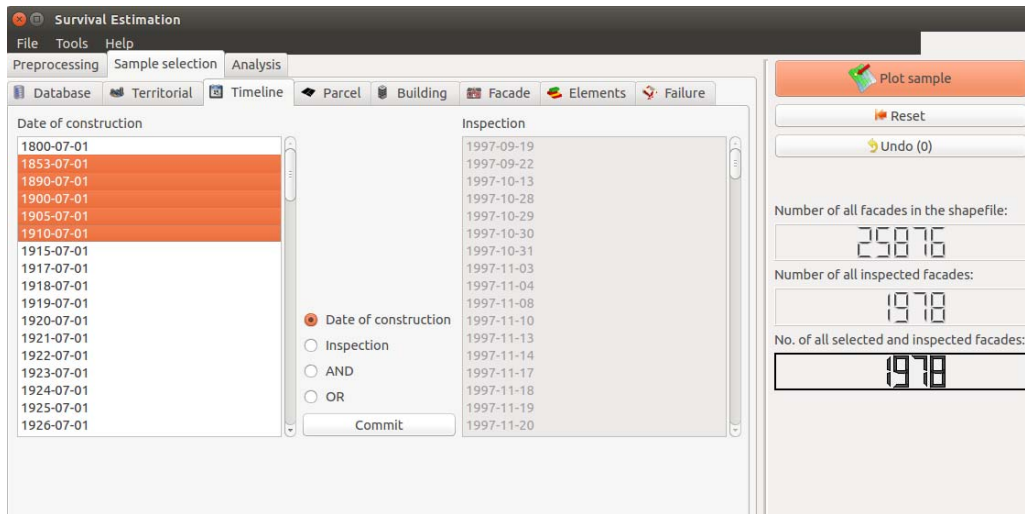 Survival Estimation
File Tools Help
Preprocessing Sample selection Analysis
Database Territorial Timeline Parcel Building Facade Elements Failure
Date of construction
1800-07-01
1853-07-01
1890-07-01
1900-07-01
1905-07-01
1910-07-01
1915-07-01
1917-07-01
1918-07-01
1919-07-01
1920-07-01
1921-07-01
1922-07-01
1923-07-01
1924-07-01
1925-07-01
1926-07-01
Date of construction
Inspection
AND
OR
Commit
Inspection
1997-09-19
1997-09-22
1997-10-13
1997-10-28
1997-10-29
1997-10-30
1997-10-31
1997-11-03
1997-11-04
1997-11-08
1997-11-10
1997-11-13
1997-11-14
1997-11-17
1997-11-18
1997-11-19
1997-11-20
Plot sample
Reset
Undo (0)
Number of all facades in the shapefile:
25876
Number of all inspected facades:
1978
No. of all selected and inspected facades:
1978